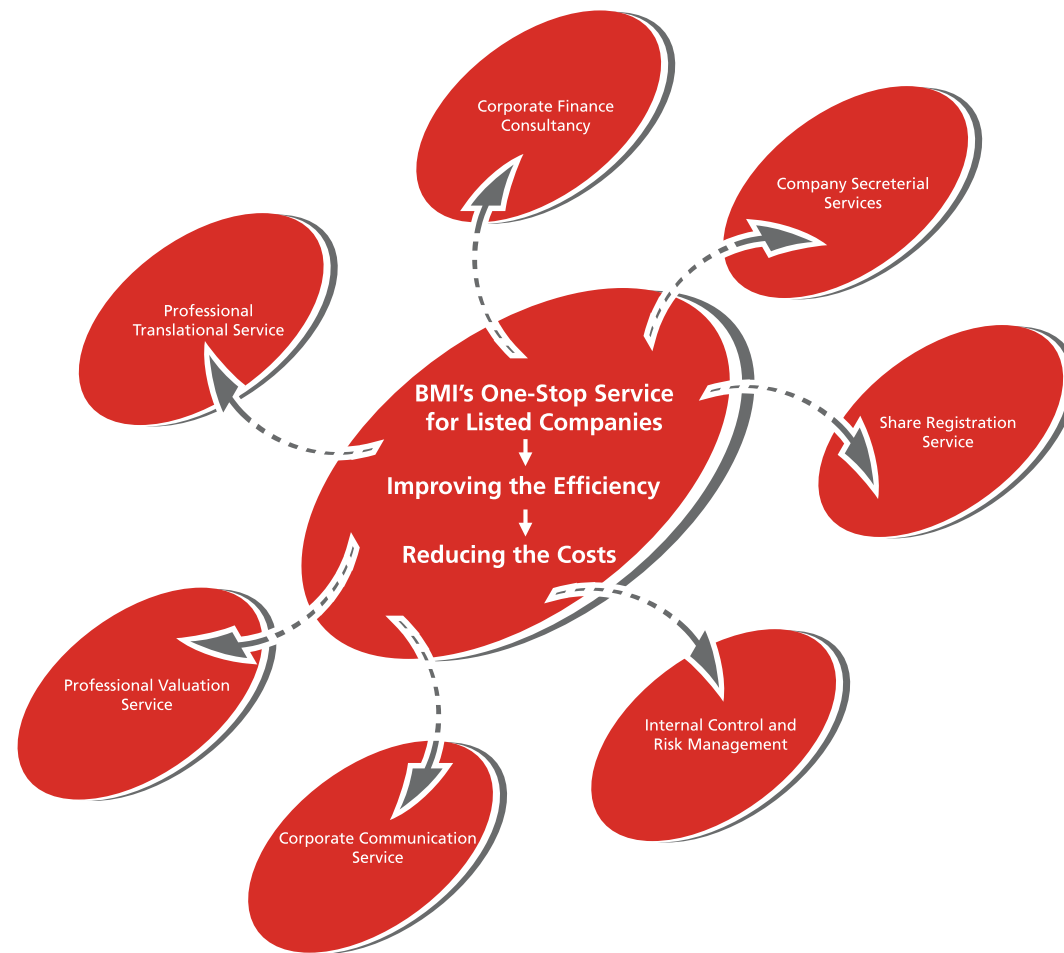 Corporate Finance
Consultancy
Company Secreterial
Services
Professional
Translational Service
BMI's One-Stop Service
for Listed Companies
Improving the Efficiency
Reducing the Costs
Share Registration
Service
Professional Valuation
Service
Internal Control and
Risk Management
Corporate Communication
Service